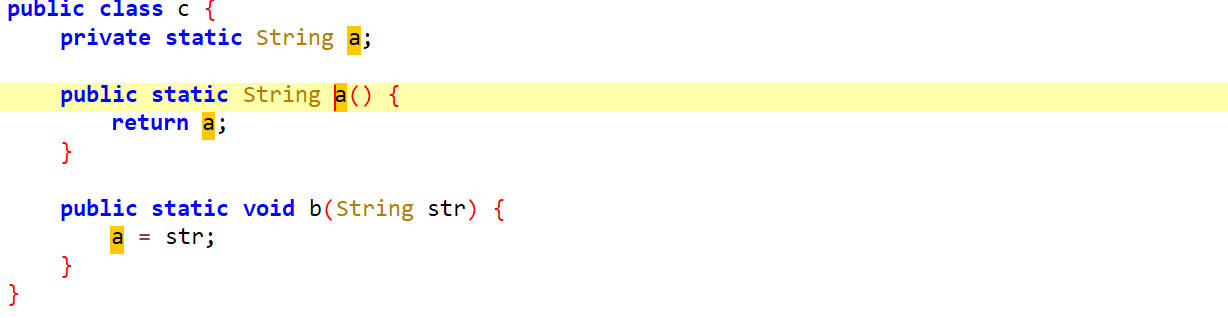 public class c {
    private static String a;
    public static String a() {
        return a;
    }
    public static void b(String str) {
        a = str;
    }
}